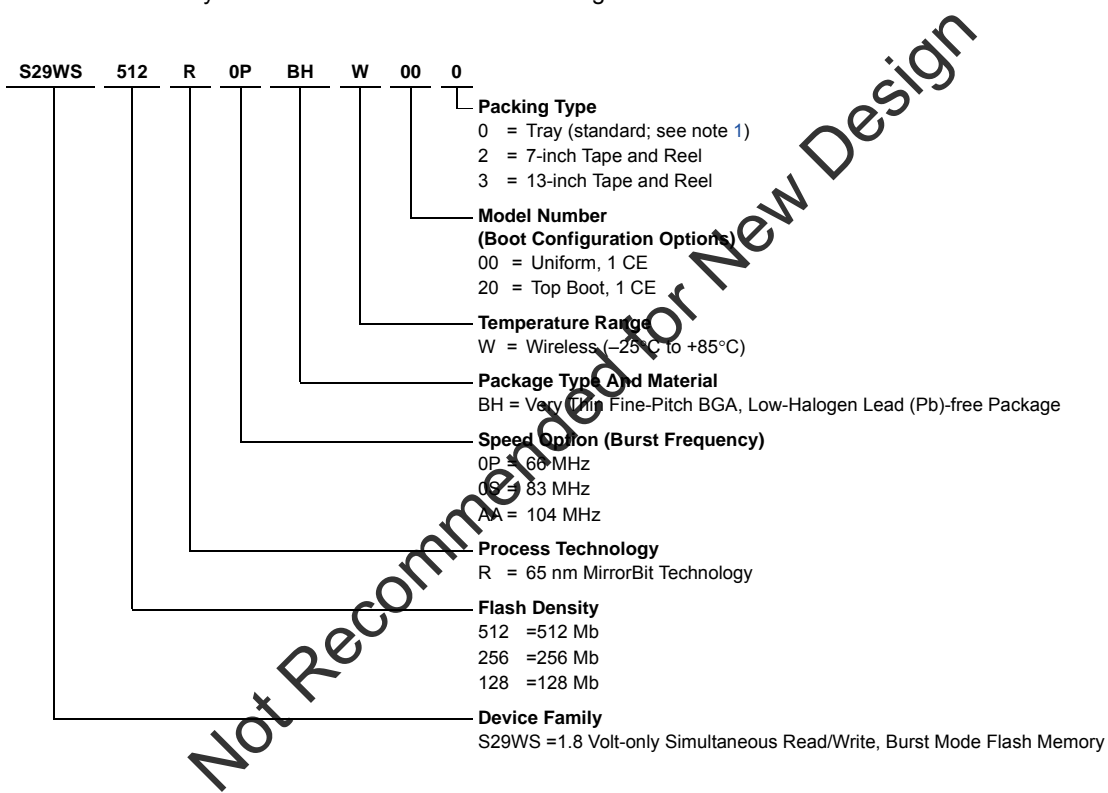 S29WS 512 R 0P BH W 00 0
Packing Type
0 = Tray (standard; see note 1)
2 = 7-inch Tape and Reel
3 = 13-inch Tape and Reel
Model Number
(Boot Configuration Options)
00 = Uniform, 1 CE
20 = Top Boot, 1 CE
Temperature Range
W = Wireless (–25°C to +85°C)
Package Type And Material
BH = Very Thin Fine-Pitch BGA, Low-Halogen Lead (Pb)-free Package
Speed Option (Burst Frequency)
0P = 66 MHz
0S = 83 MHz
AA = 104 MHz
Process Technology
R = 65 nm MirrorBit Technology
Flash Density
512 =512 Mb
256 =256 Mb
128 =128 Mb
Device Family
S29WS =1.8 Volt-only Simultaneous Read/Write, Burst Mode Flash Memory
Not Recommended for New Design